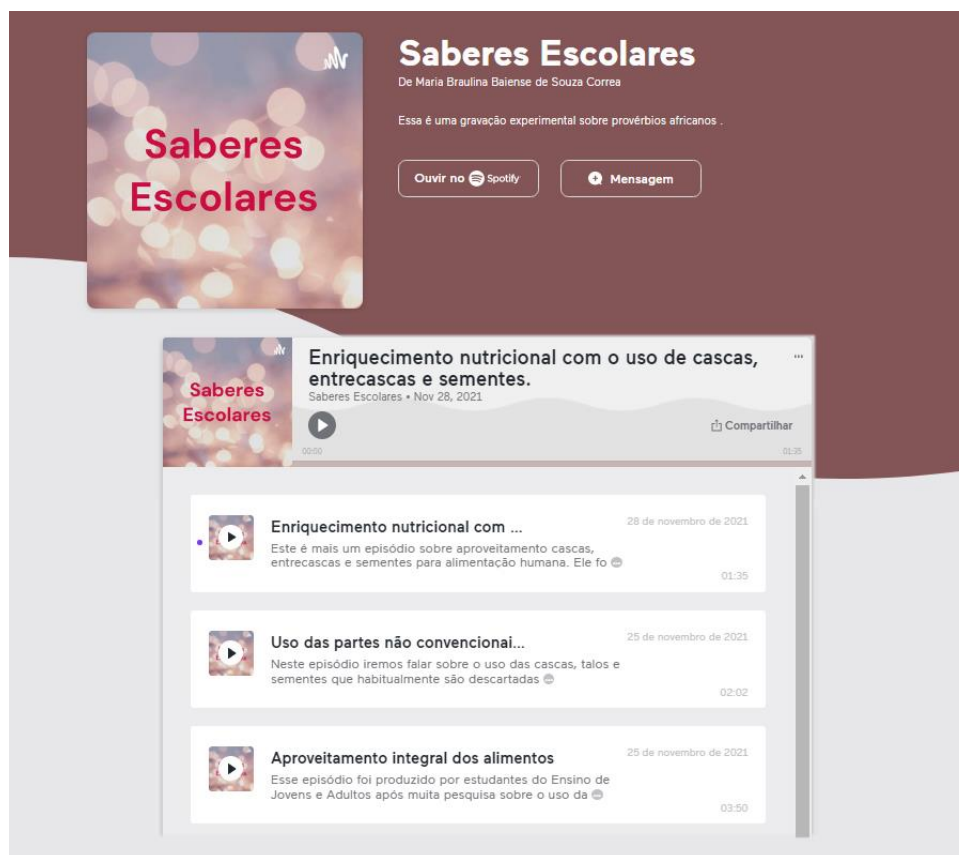 Saberes
Escolares
Saberes Escolares
De Maria Braulina Baiense de Souza Correa
Essa é uma gravação experimental sobre provérbios africanos .
Ouvir no Spotify
Mensagem
Saberes
Escolares
Enriquecimento nutricional com o uso de cascas,
entrecascas e sementes.
Saberes Escolares • Nov 28, 2021
Compartilhar
00:00
01:35
Enriquecimento nutricional com ...
28 de novembro de 2021
Este é mais um episódio sobre aproveitamento cascas,
entrecascas e sementes para alimentação humana. Ele fo
01:35
Uso das partes não convencionai...
25 de novembro de 2021
Neste episódio iremos falar sobre o uso das cascas, talos e
sementes que habitualmente são descartadas
02:02
Aproveitamento integral dos alimentos
25 de novembro de 2021
Esse episódio foi produzido por estudantes do Ensino de
Jovens e Adultos após muita pesquisa sobre o uso da
03:50